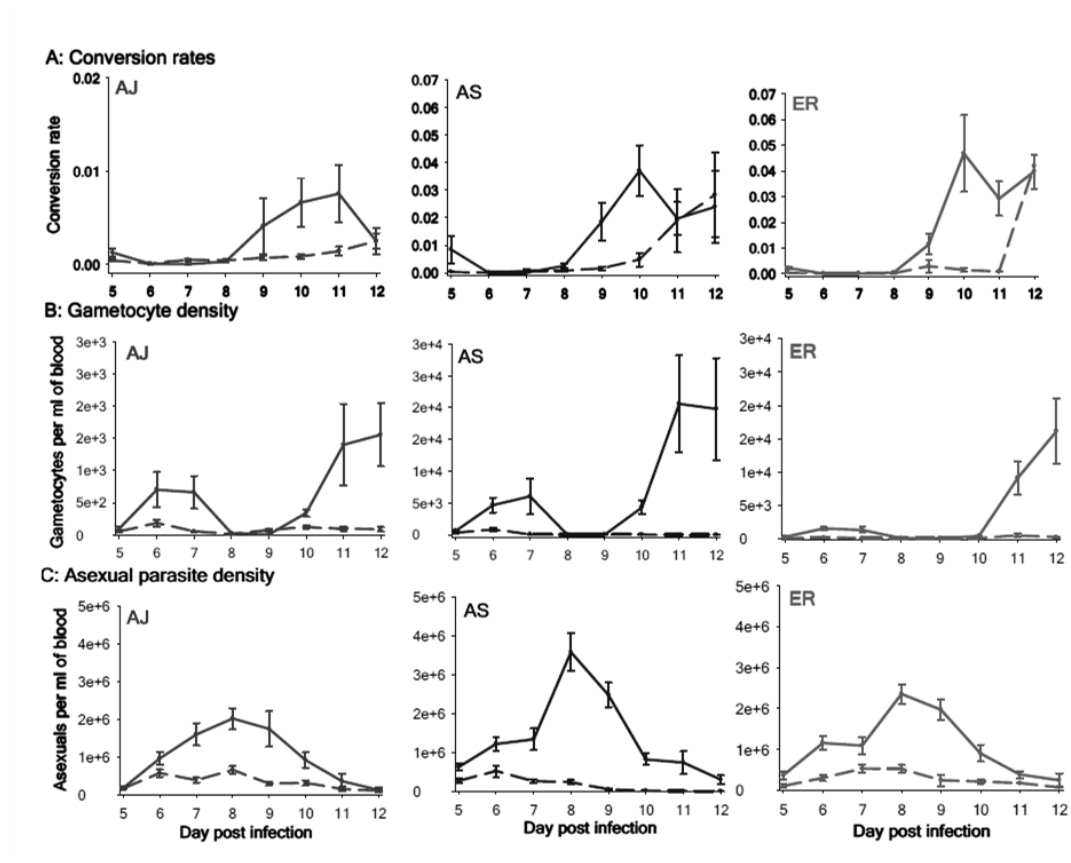 A: Conversion rates
AJ
AS
ER
Conversion rate
0.02
0.01
0.00
5 6 7 8 9 10 11 12
0.07
0.06
0.05
0.04
0.03
0.02
0.01
0.00
5 6 7 8 9 10 11 12
0.07
0.06
0.05
0.04
0.03
0.02
0.01
0.00
5 6 7 8 9 10 11 12
B: Gametocyte density
AJ
AS
ER
Gametocytes per ml of blood
3e+3
3e+3
2e+3
2e+3
1e+3
5e+2
0
5 6 7 8 9 10 11 12
3e+4
3e+4
2e+4
2e+4
1e+4
5e+3
0
5 6 7 8 9 10 11 12
3e+4
3e+4
2e+4
2e+4
1e+4
5e+3
0
5 6 7 8 9 10 11 12
C: Asexual parasite density
AJ
AS
ER
Asexuals per ml of blood
5e+6
4e+6
3e+6
2e+6
1e+6
0
5 6 7 8 9 10 11 12
Day post infection
5e+6
4e+6
3e+6
2e+6
1e+6
0
5 6 7 8 9 10 11 12
Day post infection
5e+6
4e+6
3e+6
2e+6
1e+6
0
5 6 7 8 9 10 11 12
Day post infection